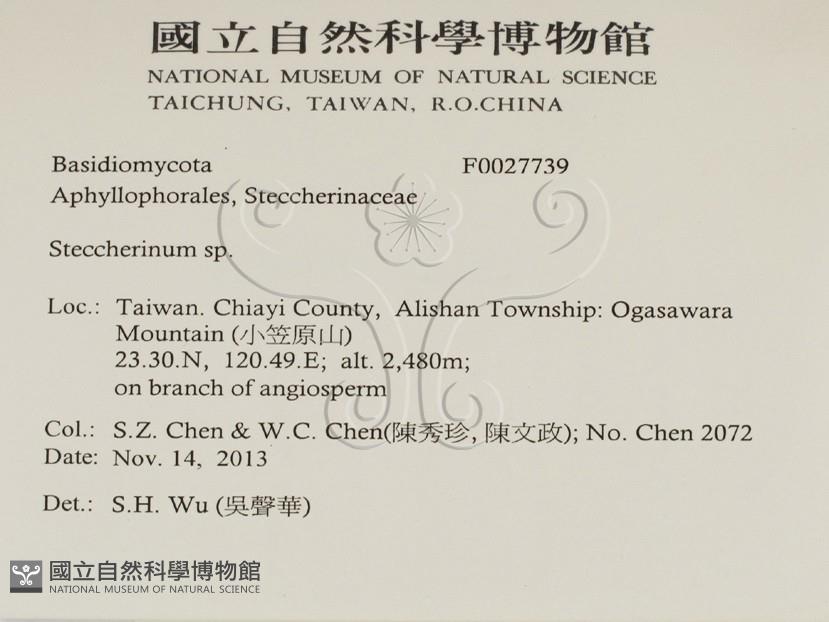 國立自然科學博物館
NATIONAL MUSEUM OF NATURAL SCIENCE
TAICHUNG, TAIWAN, R.O.CHINA
Basidiomycota F0027739
Aphyllophorales, Steccherinaceae
Steccherinum sp.
Loc.: Taiwan. Chiayi County, Alishan Township: Ogasawara
Mountain (小笠原山)
23.30.N, 120.49.E; alt. 2,480m;
on branch of angiosperm
Col.: S.Z. Chen & W.C. Chen(陳秀珍, 陳文政); No. Chen 2072
Date: Nov. 14, 2013
Det.: S.H. Wu (吳聲華)
國立自然科學博物館
NATIONAL MUSEUM OF NATURAL SCIENCE